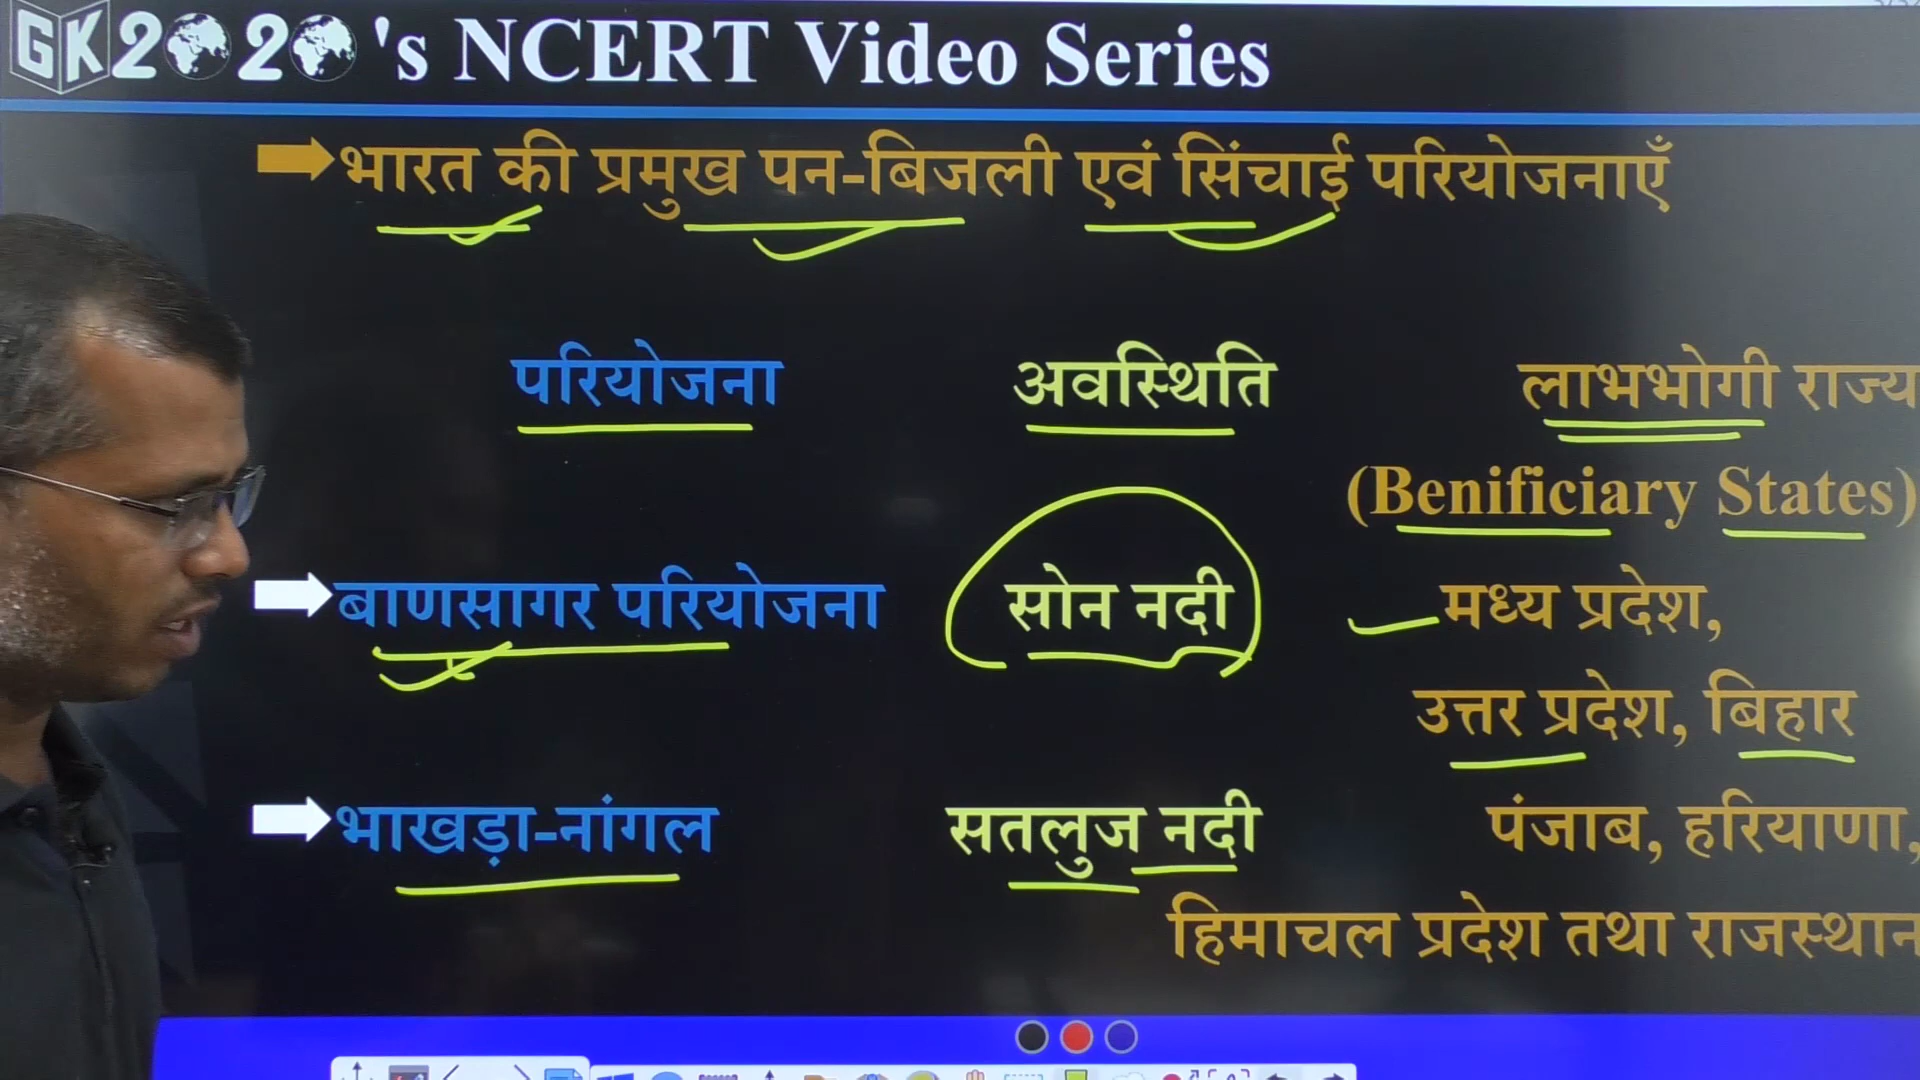 GK2020's NCERT Video Series
भारत की प्रमुख पन-बिजली एवं सिंचाई परियोजनाएँ
परियोजना अवस्थिति लाभभोगी राज्य
(Benificiary States)
बाणसागर परियोजना सोन नदी मध्य प्रदेश,
उत्तर प्रदेश, बिहार
भाखड़ा-नांगल सतलुज नदी पंजाब, हरियाणा,
हिमाचल प्रदेश तथा राजस्थान